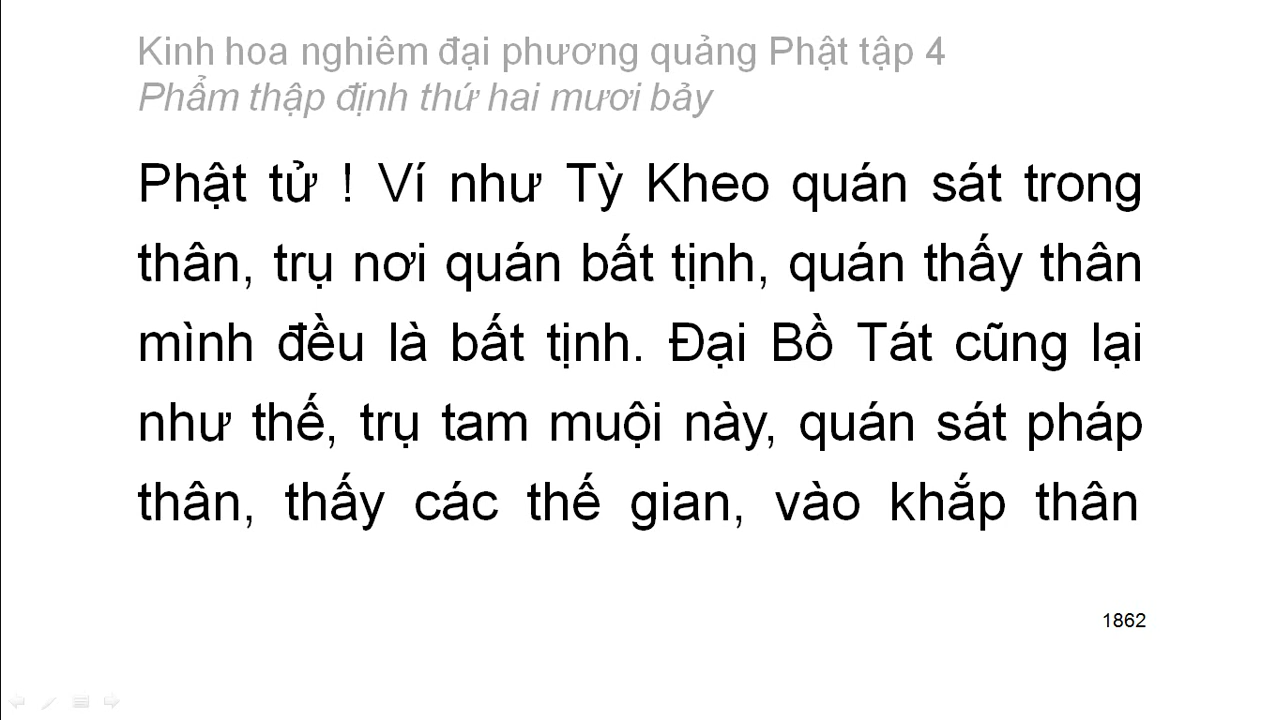 Kinh hoa nghiêm đại phương quảng Phật tập 4
Phẩm thập định thứ hai mươi bảy
Phật tử ! Ví như Tỳ Kheo quán sát trong
thân, trụ nơi quán bất tịnh, quán thấy thân
mình đều là bất tịnh. Đại Bồ Tát cũng lại
như thế, trụ tam muội này, quán sát pháp
thân, thấy các thế gian, vào khắp thân
1862